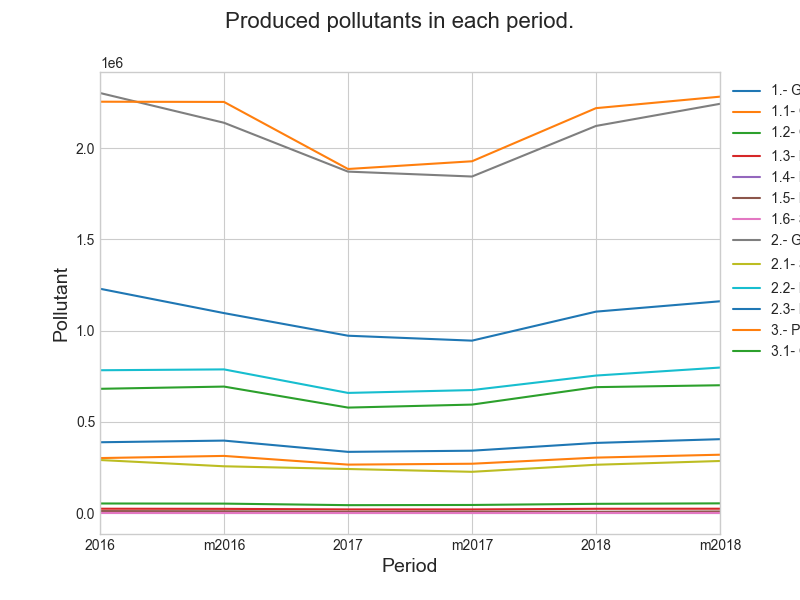 Produced pollutants in each period.
1e6
2.0
1.5
1.0
0.5
0.0
Pollutant
2016
m2016
2017
m2017
2018
m2018
Period
1.- G
1.1-
1.2-
1.3-
1.4-
1.5-
1.6-
2.- G
2.1-
2.2-
2.3-
3.- P
3.1-